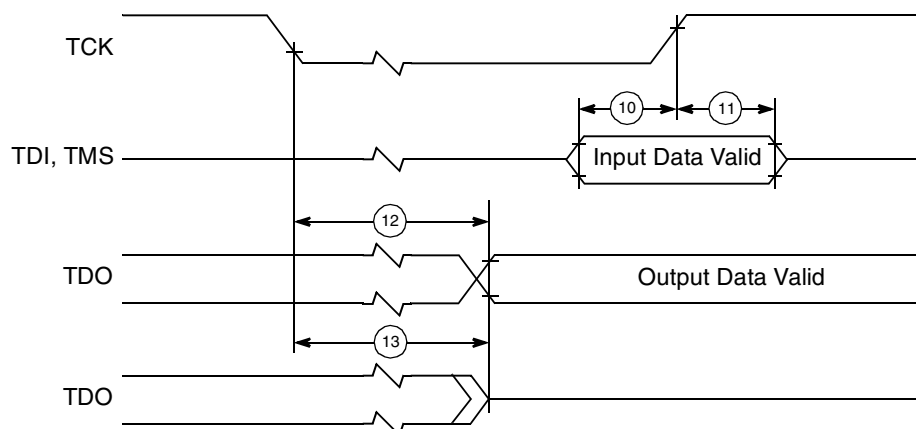 TCK
10
11
TDI, TMS
Input Data Valid
12
TDO
Output Data Valid
13
TDO